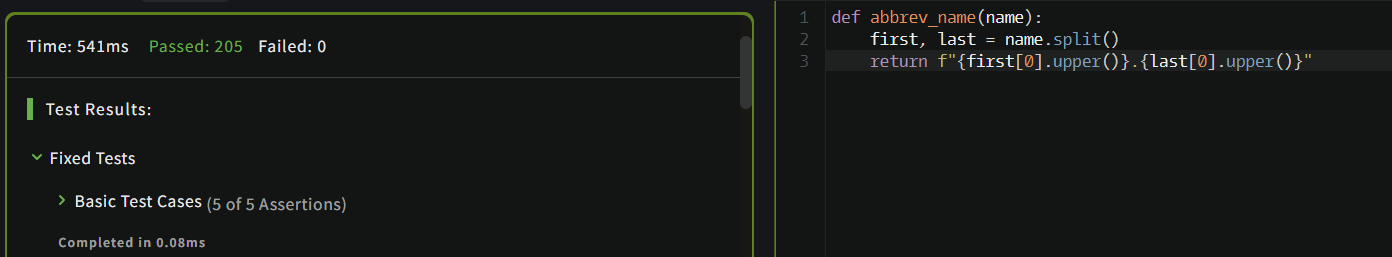 Time: 541ms Passed: 205 Failed: 0
Test Results:
Fixed Tests
Basic Test Cases (5 of 5 Assertions)
Completed in 0.08ms
1 def abbrev_name(name):
2     first, last = name.split()
3     return f"{first[0].upper()}.{last[0].upper()}"